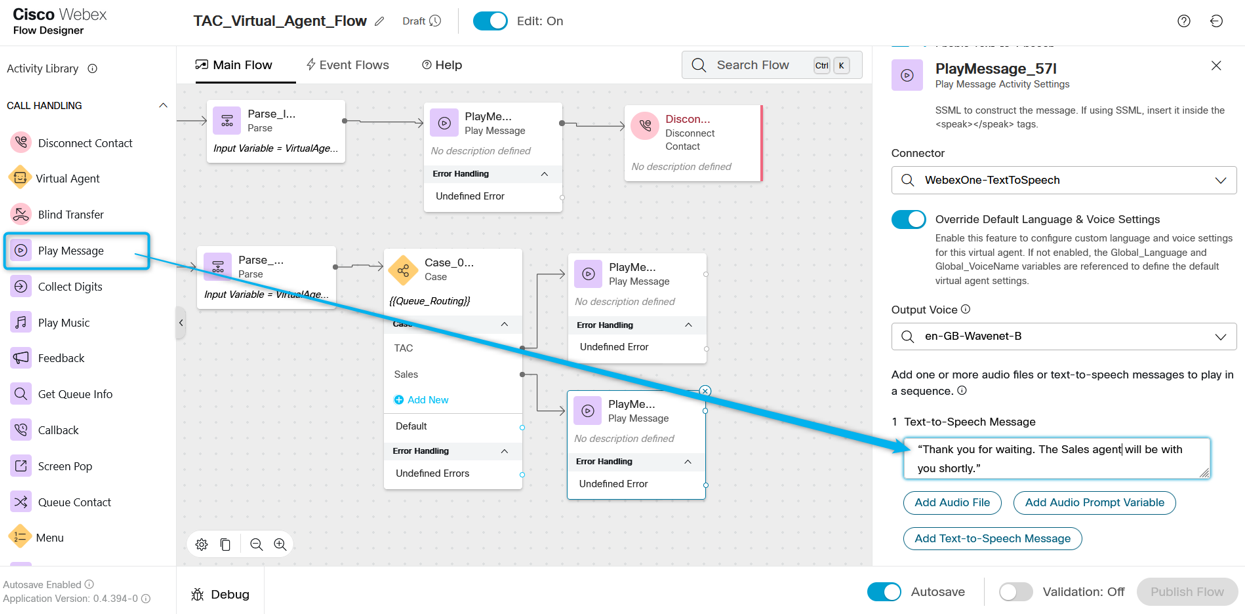 Cisco Webex
Flow Designer
TAC_Virtual_Agent_Flow
Draft
Edit: On
Activity Library
CALL HANDLING
Disconnect Contact
Virtual Agent
Blind Transfer
Play Message
Collect Digits
Play Music
Feedback
Get Queue Info
Callback
Screen Pop
Queue Contact
Menu
Autosave Enabled
Application Version: 0.4.394-0
Main Flow
Event Flows
Help
Search Flow
Ctrl
K
Parse_I...
Parse
Input Variable = VirtualAge...
PlayMe...
Play Message
No description defined
Error Handling
Undefined Error
Discon...
Disconnect
Contact
No description defined
Parse_...
Parse
Input Variable = VirtualAge...
Case_0...
Case
{{Queue_Routing}}
Case
TAC
Sales
Add New
Default
Error Handling
Undefined Errors
PlayMe...
Play Message
No description defined
Error Handling
Undefined Error
PlayMe...
Play Message
No description defined
Error Handling
Undefined Error
Debug
PlayMessage_57l
Play Message Activity Settings
SSML to construct the message. If using SSML, insert it inside the
<speak></speak> tags.
Connector
WebexOne-TextToSpeech
Override Default Language & Voice Settings
Enable this feature to configure custom language and voice settings
for this virtual agent. If not enabled, the Global_Language and
Global_VoiceName variables are referenced to define the default
virtual agent settings.
Output Voice
en-GB-Wavenet-B
Add one or more audio files or text-to-speech messages to play in
a sequence.
1 Text-to-Speech Message
“Thank you for waiting. The Sales agent will be with
you shortly.”
Add Audio File
Add Audio Prompt Variable
Add Text-to-Speech Message
Autosave
Validation: Off
Publish Flow